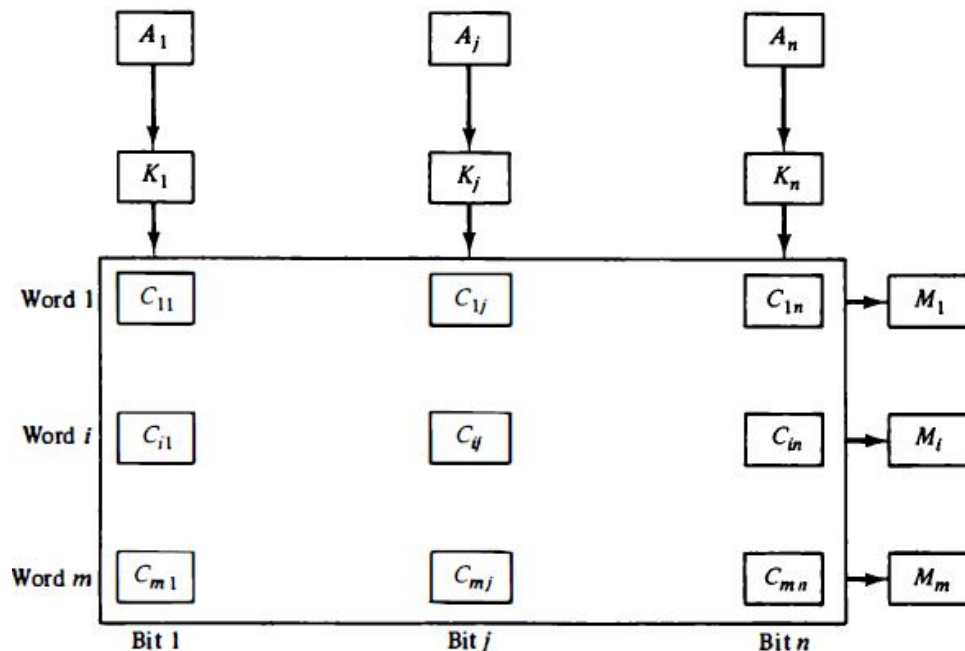 A1 Aj An
K1 Kj Kn
Word 1 C11 C1j C1n M1
Word i Ci1 Cij Cin Mi
Word m Cm1 Cmj Cmn Mm
Bit 1 Bit j Bit n